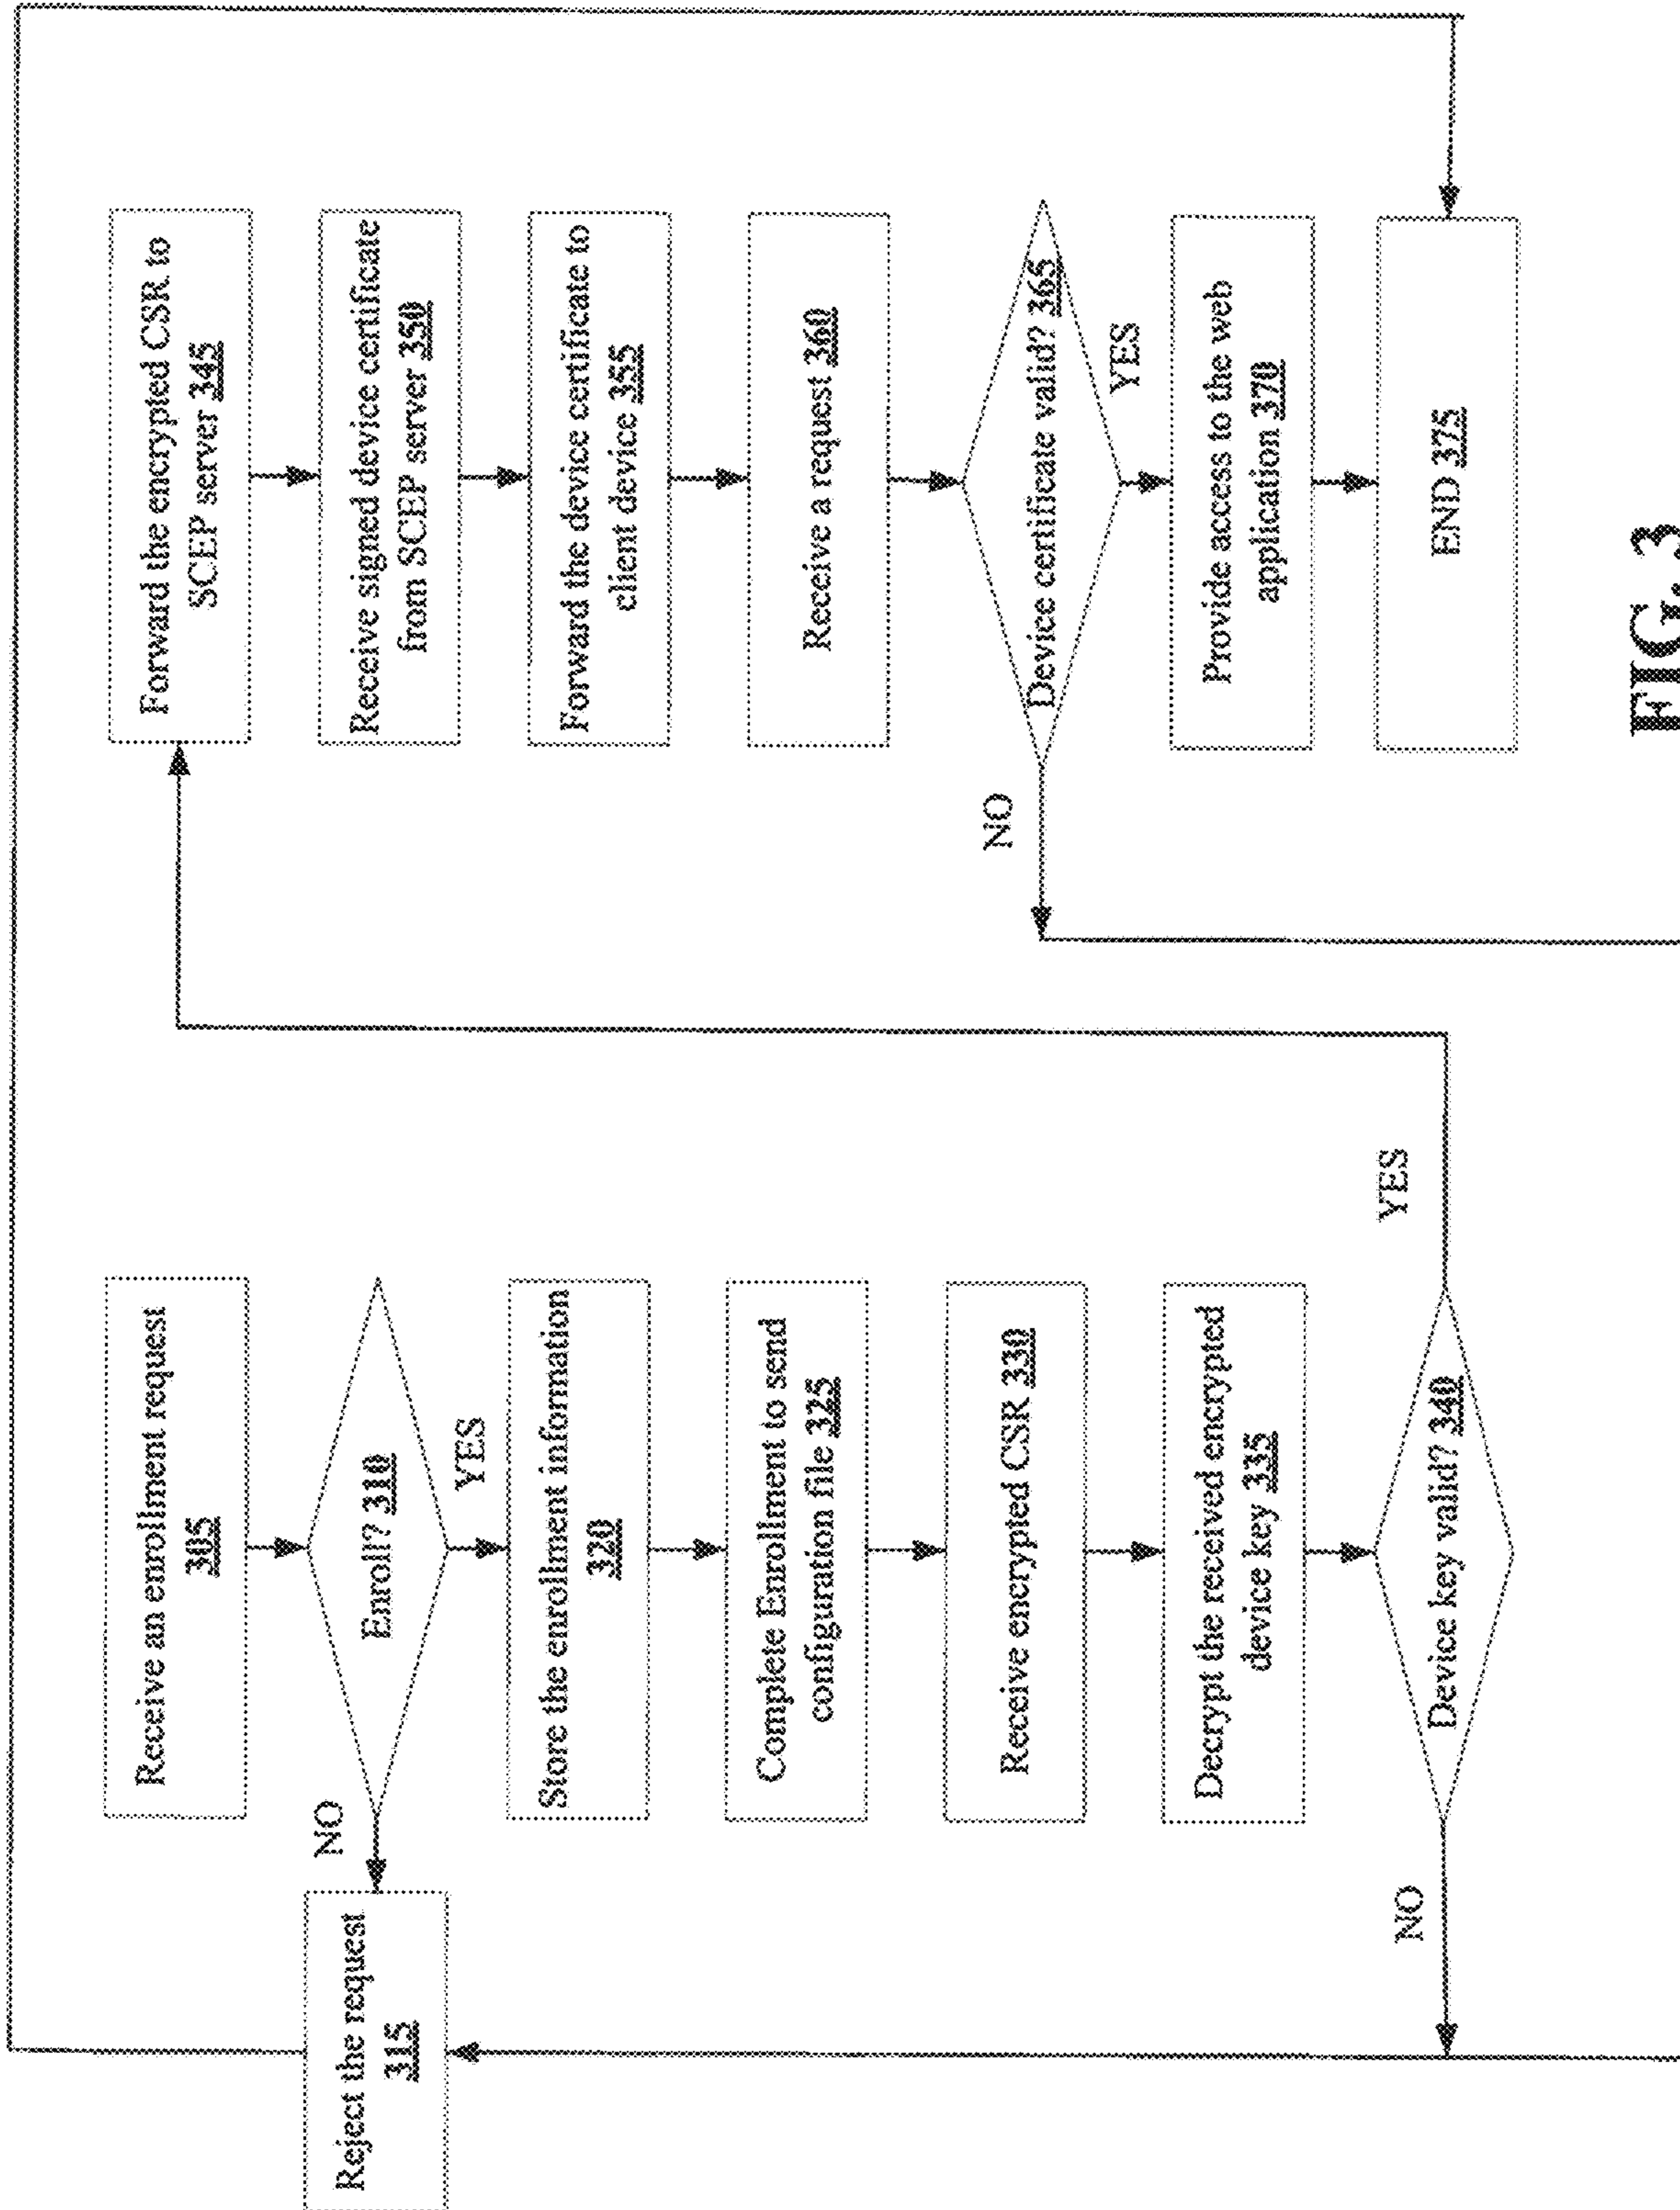 Receive an enrollment request
305
Enroll? 310
NO
YES
Reject the request
315
Store the enrollment information
320
Complete Enrollment to send
configuration file 325
Receive encrypted CSR 330
Decrypt the received encrypted
device key 335
Device key valid? 340
NO
YES
Forward the encrypted CSR to
SCEP server 345
Receive signed device certificate
from SCEP server 350
Forward the device certificate to
client device 355
Receive a request 360
Device certificate valid? 365
NO
YES
Provide access to the web
application 370
END 375
FIG. 3